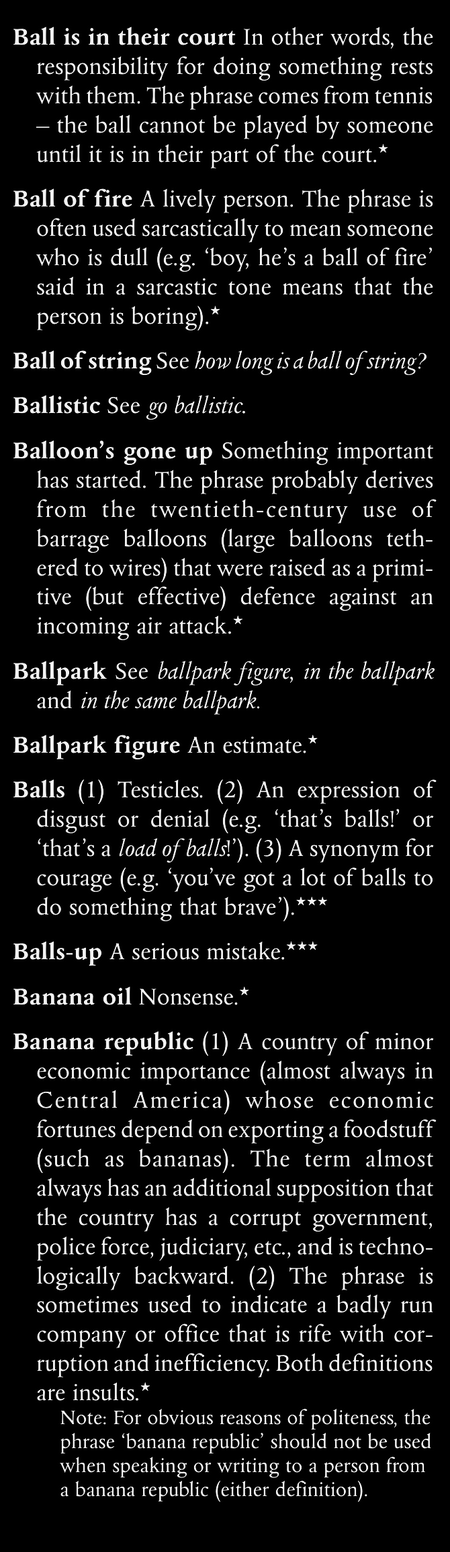 Ball is in their court In other words, the
responsibility for doing something rests
with them. The phrase comes from tennis
– the ball cannot be played by someone
until it is in their part of the court.★
Ball of fire A lively person. The phrase is
often used sarcastically to mean someone
who is dull (e.g. ‘boy, he’s a ball of fire’
said in a sarcastic tone means that the
person is boring).★
Ball of string See how long is a ball of string?
Ballistic See go ballistic.
Balloon’s gone up Something important
has started. The phrase probably derives
from the twentieth-century use of
barrage balloons (large balloons teth-
ered to wires) that were raised as a primi-
tive (but effective) defence against an
incoming air attack.★
Ballpark See ballpark figure, in the ballpark
and in the same ballpark.
Ballpark figure An estimate.★
Balls (1) Testicles. (2) An expression of
disgust or denial (e.g. ‘that’s balls!’ or
‘that’s a load of balls!’). (3) A synonym for
courage (e.g. ‘you’ve got a lot of balls to
do something that brave’).★★★
Balls-up A serious mistake.★★★
Banana oil Nonsense.★
Banana republic (1) A country of minor
economic importance (almost always in
Central America) whose economic
fortunes depend on exporting a foodstuff
(such as bananas). The term almost
always has an additional supposition that
the country has a corrupt government,
police force, judiciary, etc., and is techno-
logically backward. (2) The phrase is
sometimes used to indicate a badly run
company or office that is rife with cor-
ruption and inefficiency. Both definitions
are insults.★
Note: For obvious reasons of politeness, the
phrase ‘banana republic’ should not be used
when speaking or writing to a person from
a banana republic (either definition).